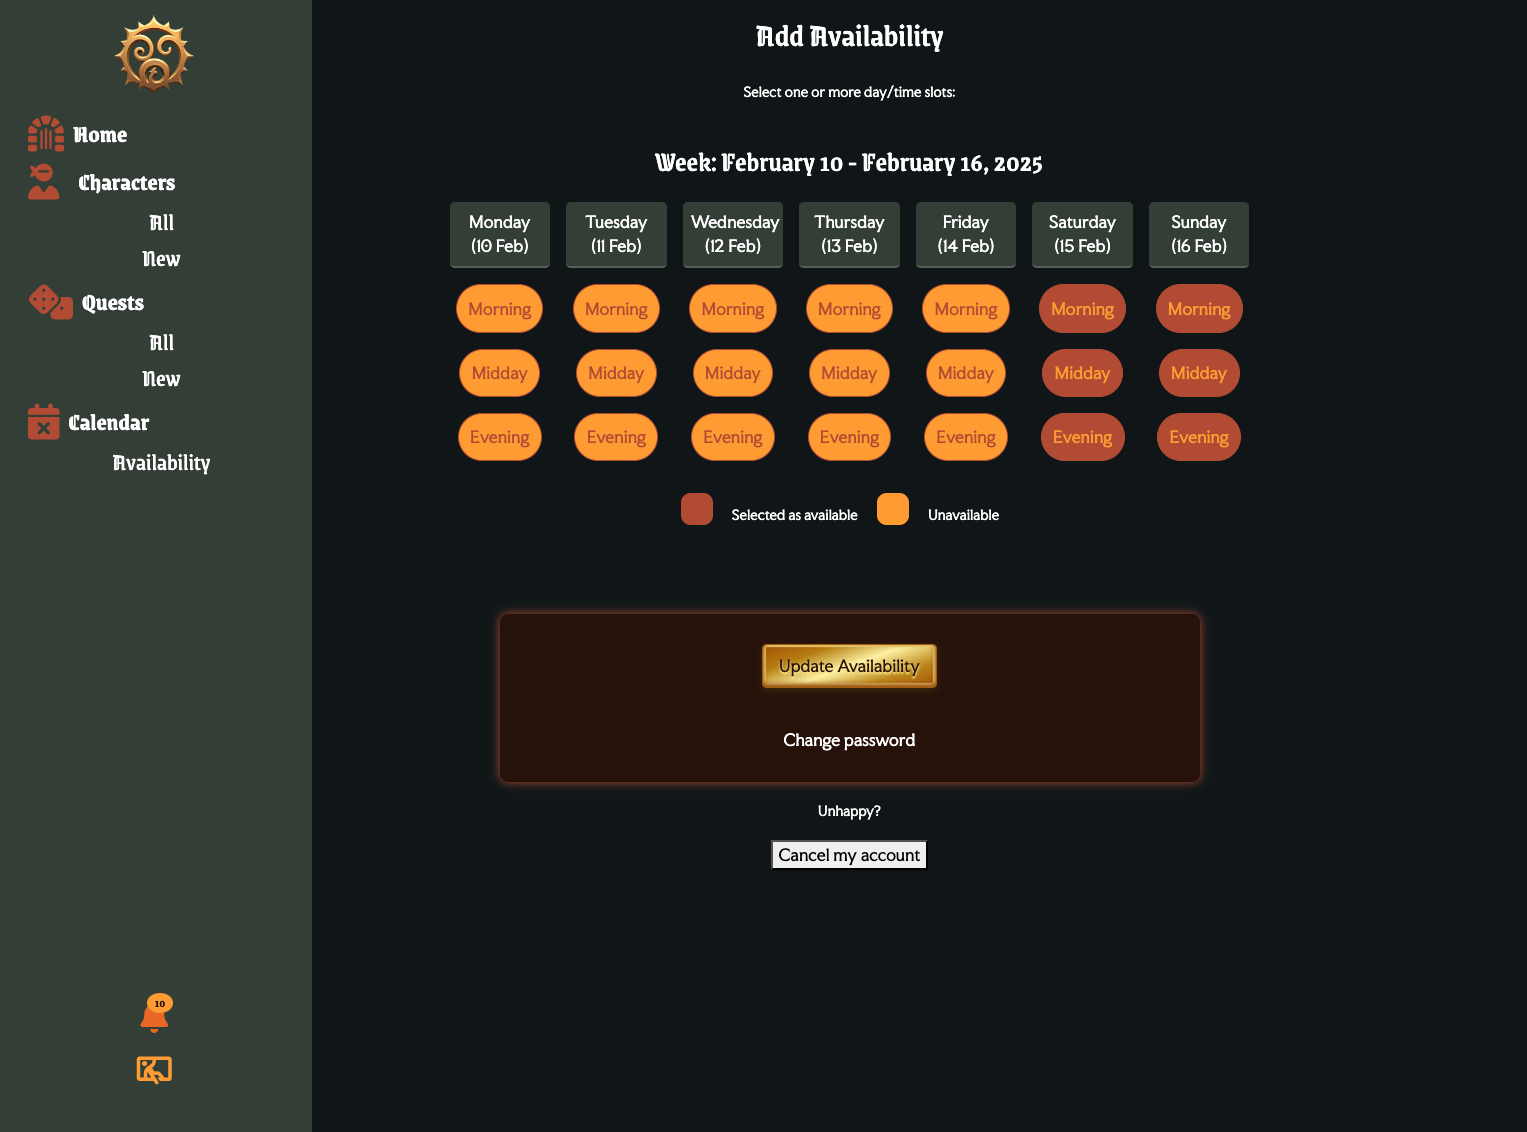 Home
Characters
All
New
Quests
All
New
Calendar
Availability
10
Add Availability
Select one or more day/time slots:
Week: February 10 - February 16, 2025
Monday Tuesday Wednesday Thursday Friday Saturday Sunday
(10 Feb) (11 Feb) (12 Feb) (13 Feb) (14 Feb) (15 Feb) (16 Feb)
Morning Morning Morning Morning Morning Morning Morning
Midday Midday Midday Midday Midday Midday Midday
Evening Evening Evening Evening Evening Evening Evening
Selected as available Unavailable
Update Availability
Change password
Unhappy?
Cancel my account